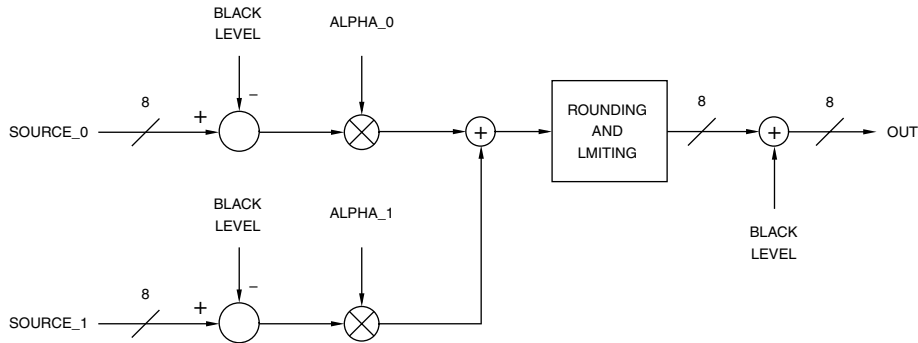 BLACK
LEVEL
ALPHA_0
SOURCE_0
8
+
–
+
ROUNDING
AND
LMITING
8
+
8
OUT
BLACK
LEVEL
BLACK
LEVEL
ALPHA_1
SOURCE_1
8
+
–